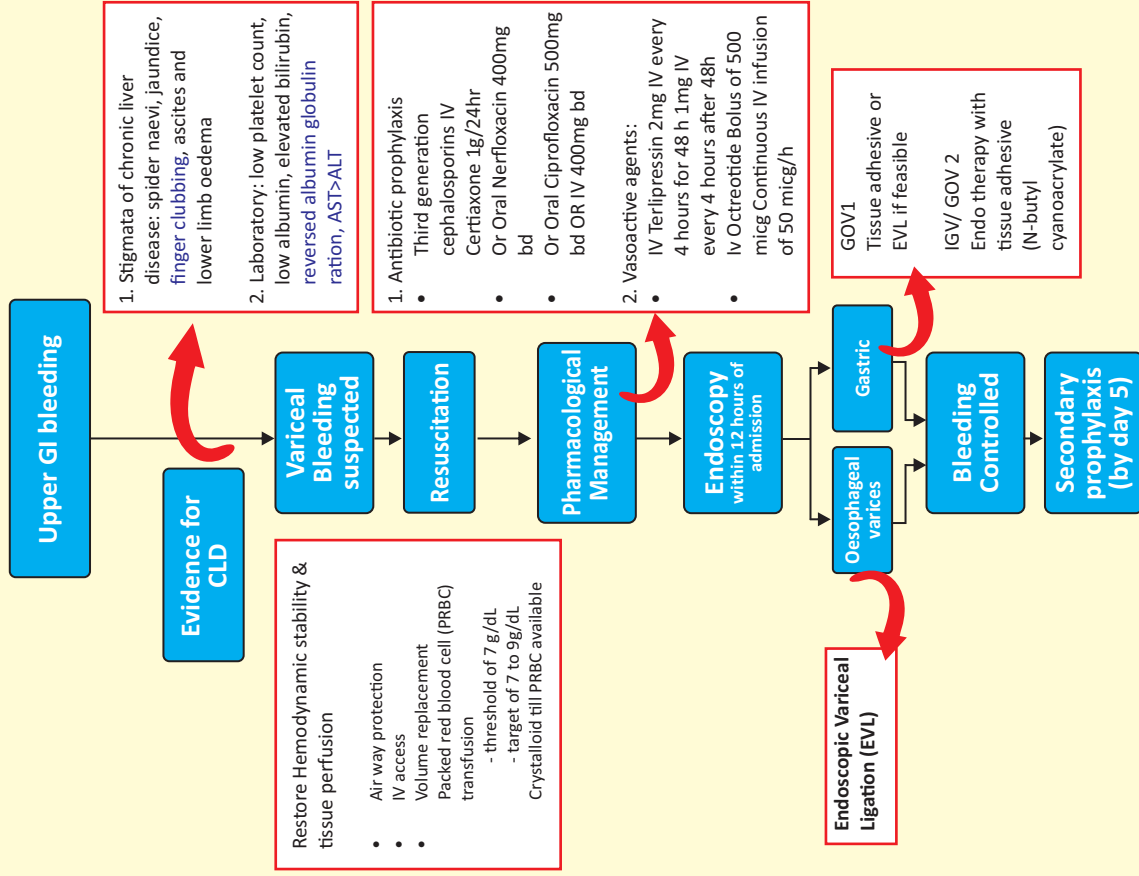 Upper GI bleeding
Evidence for
CLD
1. Stigmata of chronic liver
disease: spider naevi, jaundice,
finger clubbing, ascites and
lower limb oedema
2. Laboratory: low platelet count,
low albumin, elevated bilirubin,
reversed albumin globulin
ration, AST>ALT
Variceal
Bleeding
suspected
Resuscitation
Restore Hemodynamic stability &
tissue perfusion
• Air way protection
• IV access
• Volume replacement
Packed red blood cell (PRBC)
transfusion
- threshold of 7 g/dL
- target of 7 to 9g/dL
Crystalloid till PRBC available
Pharmacological
Management
1. Antibiotic prophylaxis
• Third generation
cephalosporins IV
Certiaxone 1g/24hr
• Or Oral Nerfloxacin 400mg
bd
• Or Oral Ciprofloxacin 500mg
bd OR IV 400mg bd
2. Vasoactive agents:
• IV Terlipressin 2mg IV every
4 hours for 48 h 1mg IV
every 4 hours after 48h
• Iv Octreotide Bolus of 500
micg Continuous IV infusion
of 50 micg/h
Endoscopy
within 12 hours of
admission
Oesophageal
varices
Gastric
Endoscopic Variceal
Ligation (EVL)
GOV1
Tissue adhesive or
EVL if feasible
IGV/ GOV 2
Endo therapy with
tissue adhesive
(N-butyl
cyanoacrylate)
Bleeding
Controlled
Secondary
prophylaxis
(by day 5)